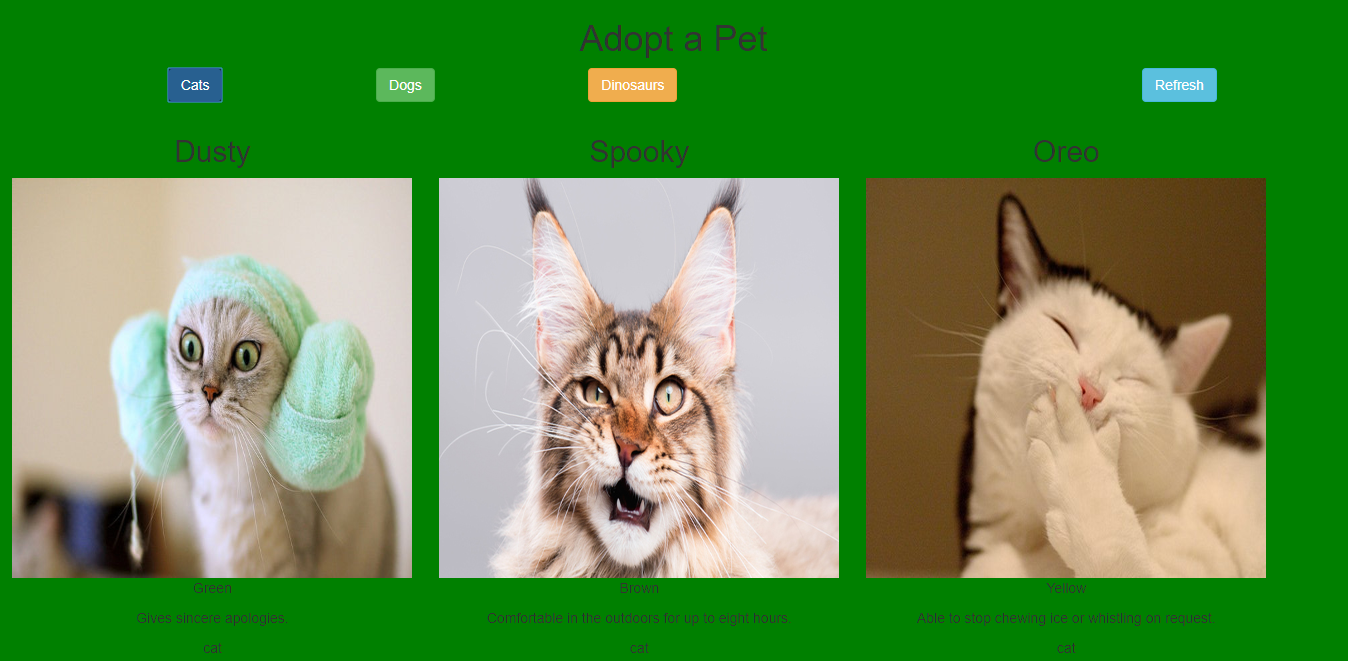 Adopt a Pet
Cats Dogs Dinosaurs Refresh
Dusty Spooky Oreo
Green Brown Yellow
Gives sincere apologies. Comfortable in the outdoors for up to eight hours. Able to stop chewing ice or whistling on request.
cat cat cat